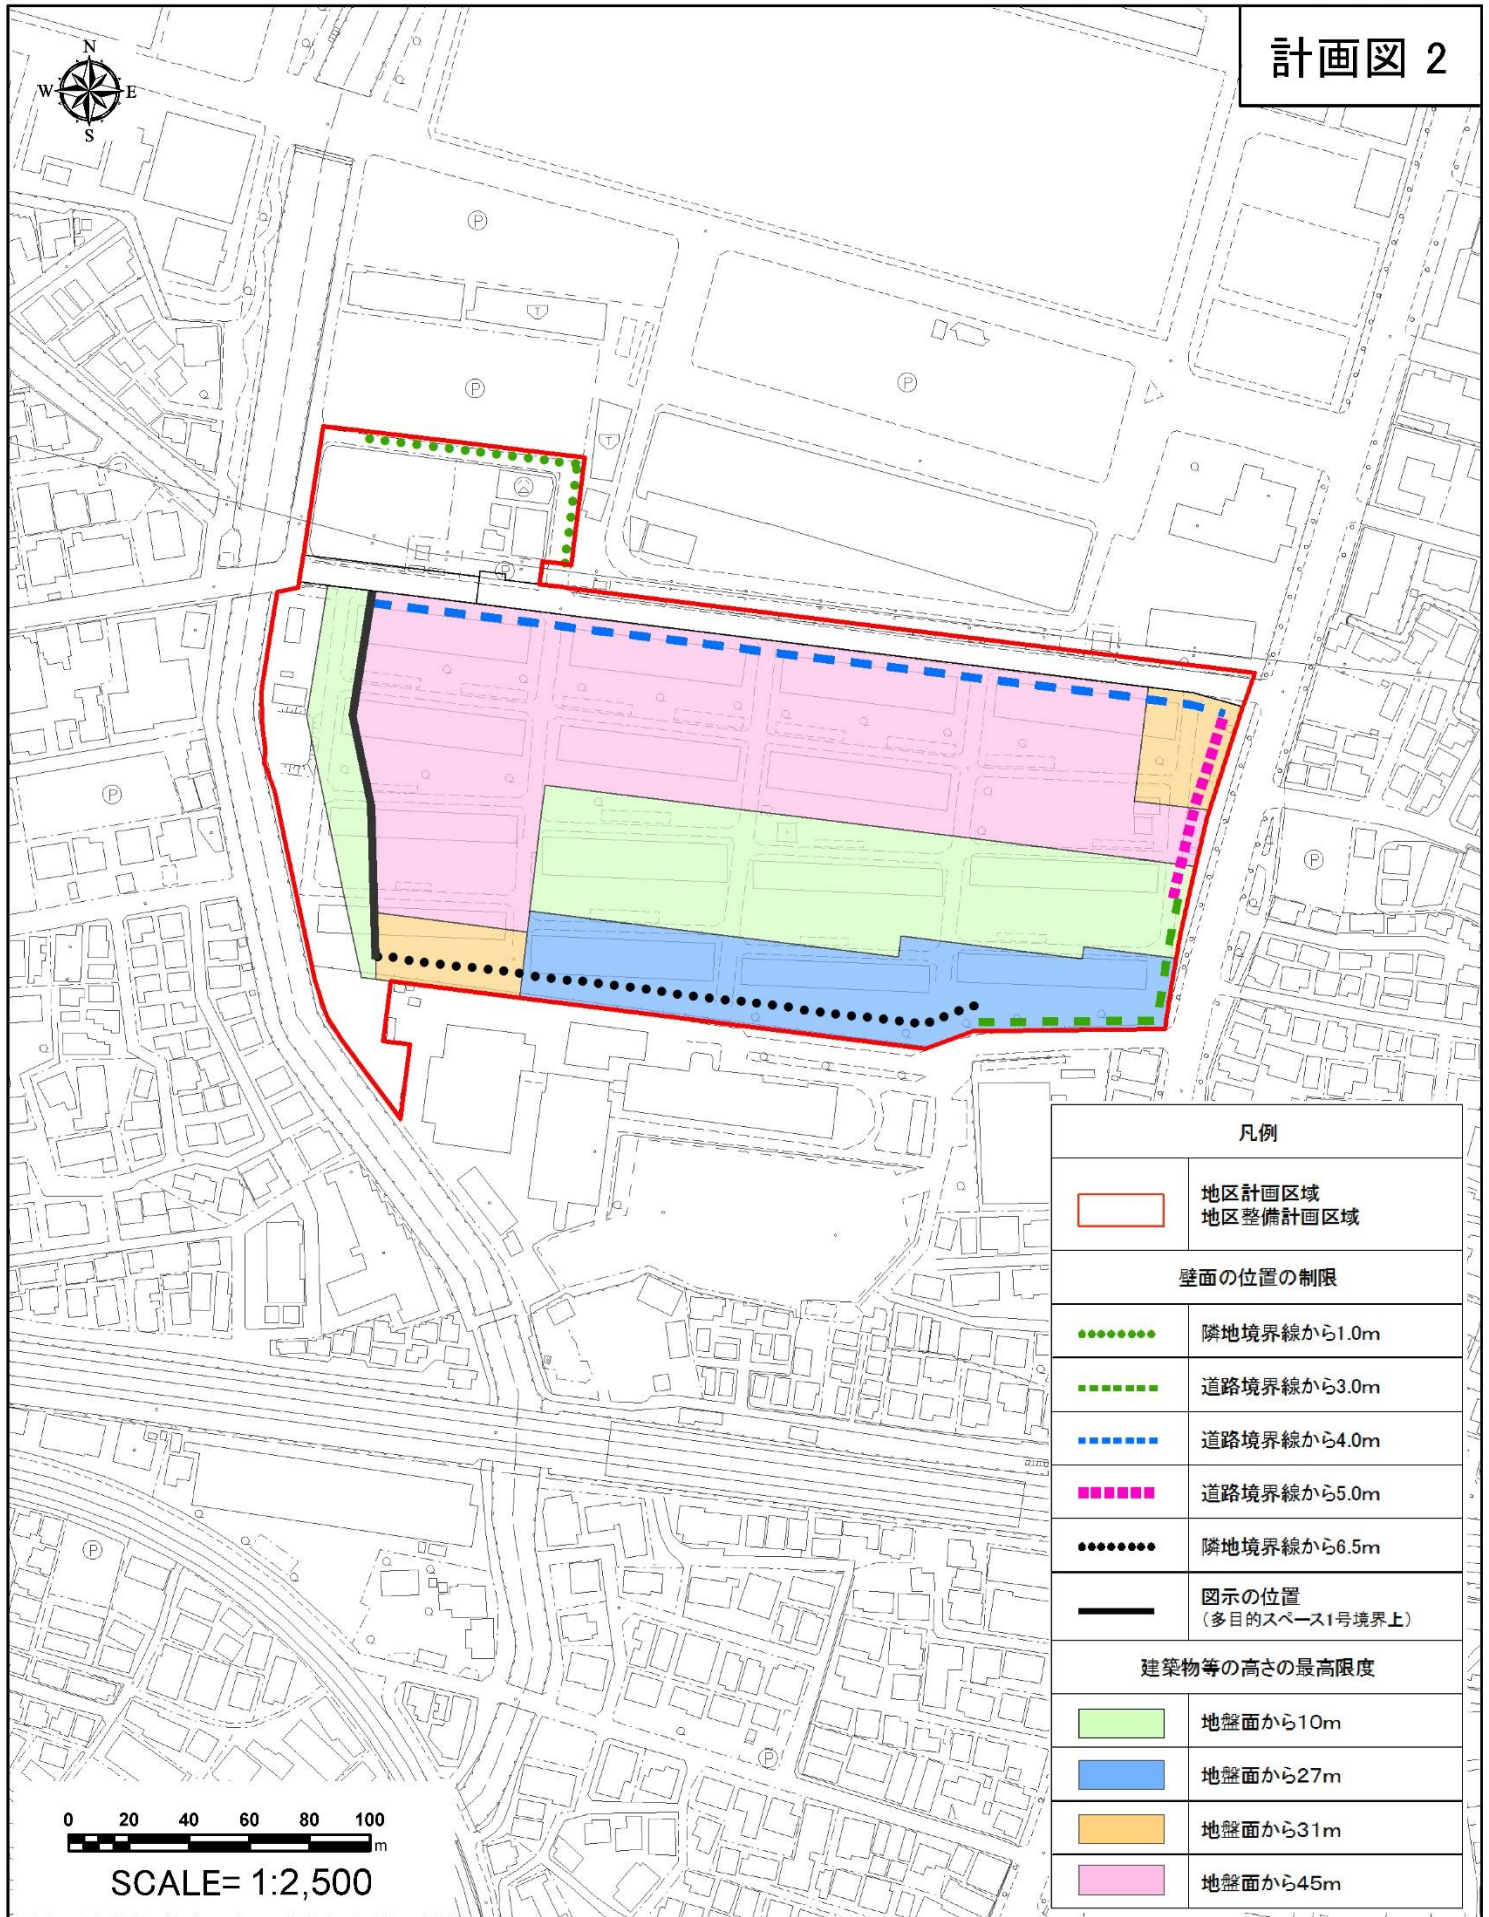 計画図 2
N
W E
S
P
P
P
P
P
P
P
P
T
T
凡例
地区計画区域
地区整備計画区域
壁面の位置の制限
隣地境界線から1.0m
道路境界線から3.0m
道路境界線から4.0m
道路境界線から5.0m
隣地境界線から6.5m
図示の位置
(多目的スペース1号境界上)
建築物等の高さの最高限度
地盤面から10m
地盤面から27m
地盤面から31m
地盤面から45m
0 20 40 60 80 100
m
SCALE= 1:2,500